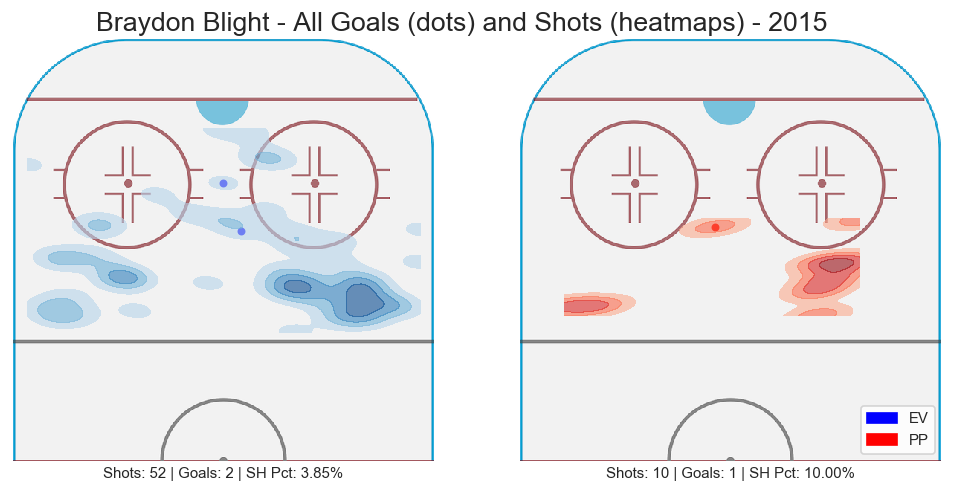 Braydon Blight - All Goals (dots) and Shots (heatmaps) - 2015
EV
PP
Shots: 52 | Goals: 2 | SH Pct: 3.85%
Shots: 10 | Goals: 1 | SH Pct: 10.00%